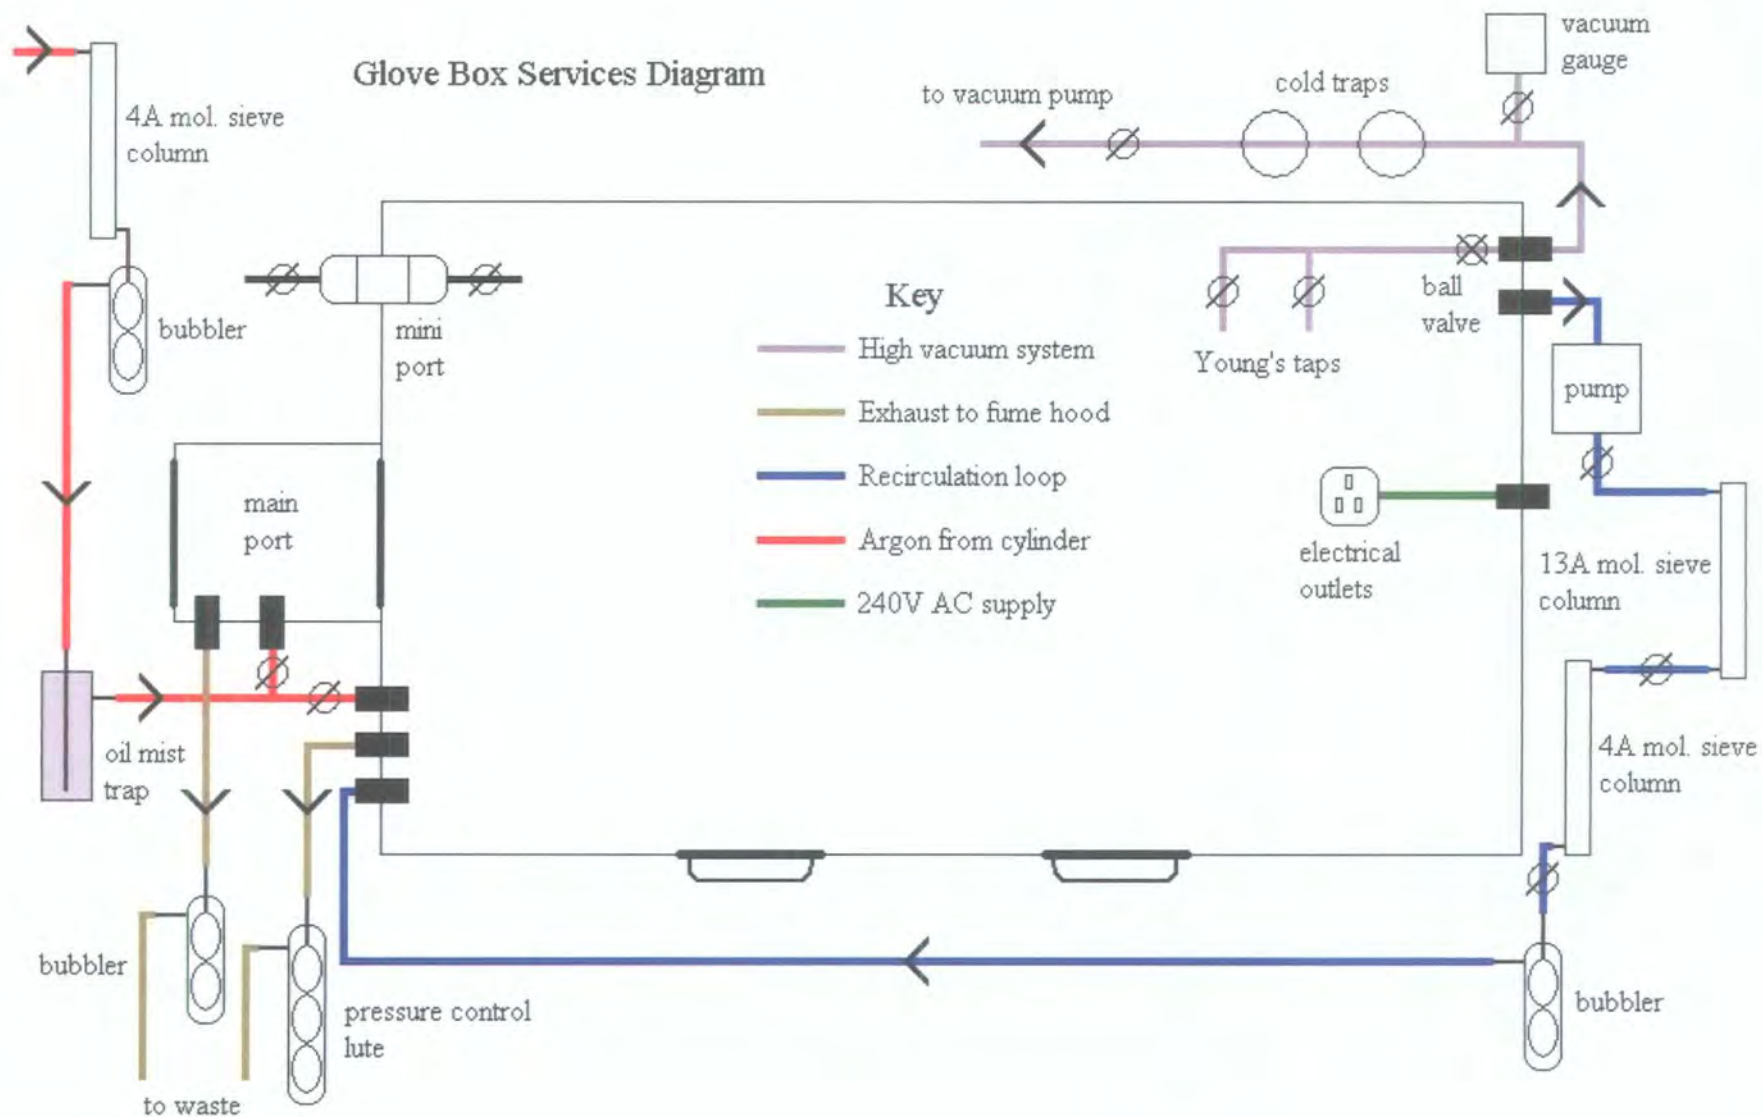 Glove Box Services Diagram
4A mol. sieve
column
bubbler
mini
port
main
port
oil mist
trap
bubbler
pressure control
lute
to waste
Key
High vacuum system
Exhaust to fume hood
Recirculation loop
Argon from cylinder
240V AC supply
to vacuum pump
cold traps
vacuum
gauge
ball
valve
Young's taps
pump
electrical
outlets
13A mol. sieve
column
4A mol. sieve
column
bubbler